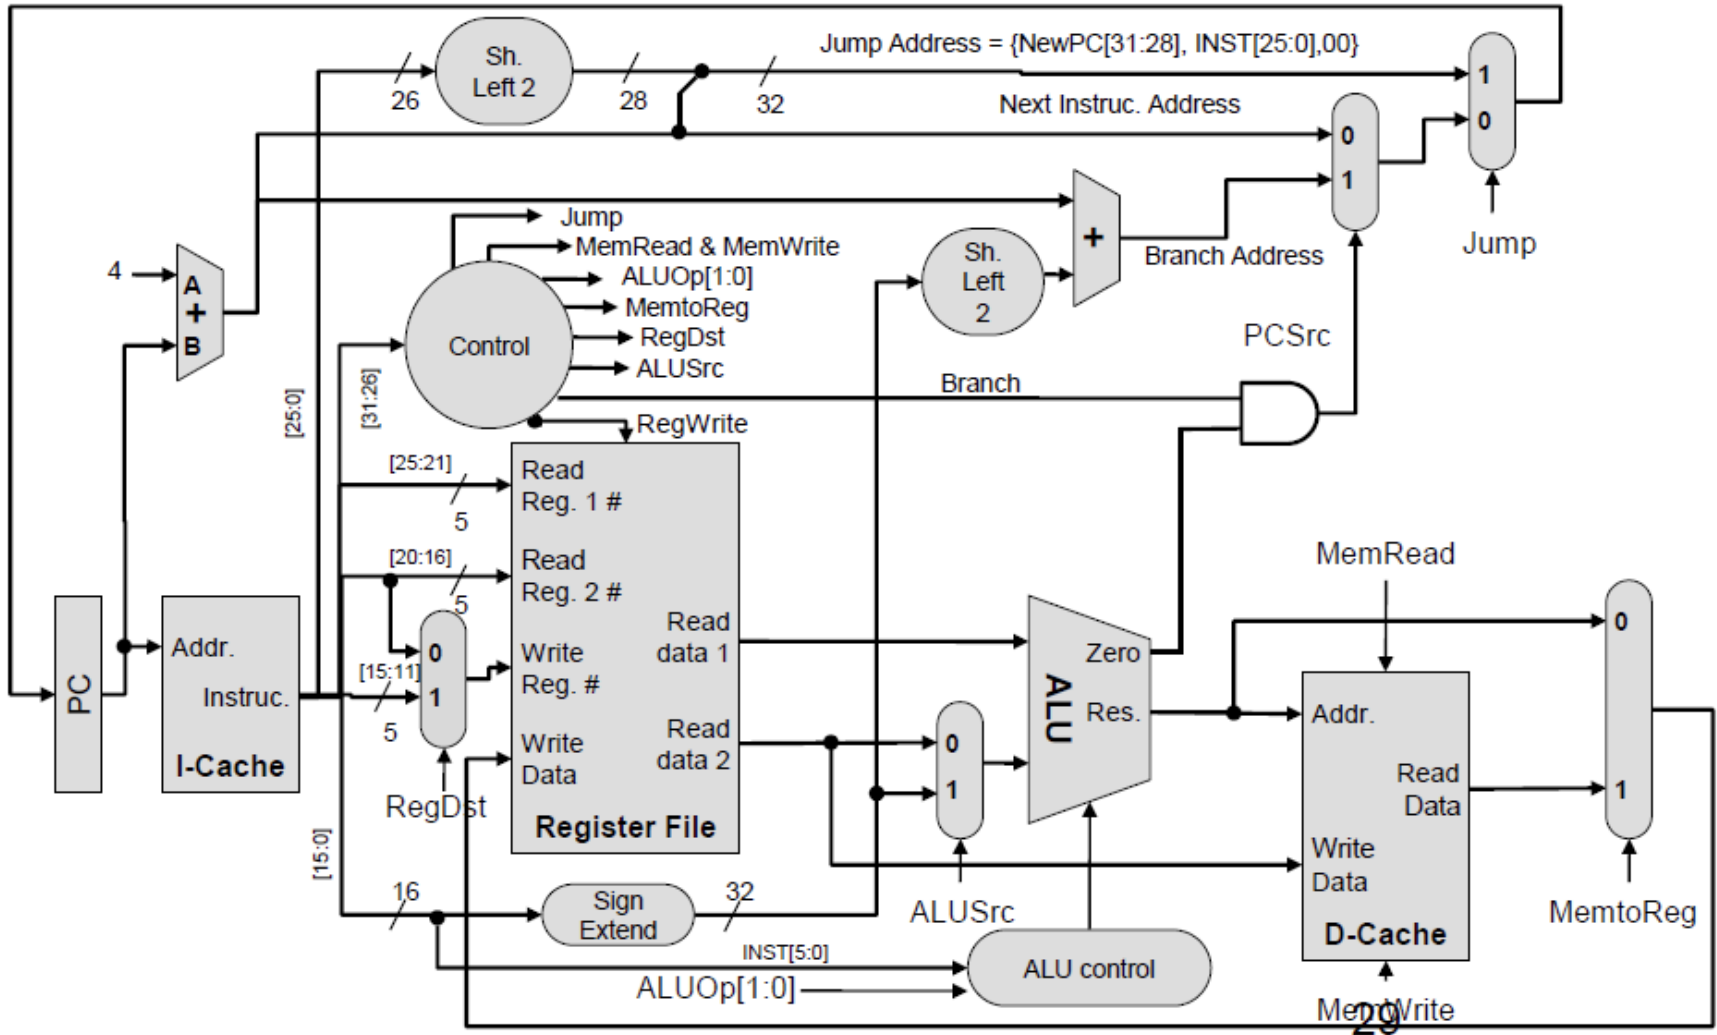 Jump Address = {NewPC[31:28], INST[25:0],00}
Sh.
Left 2
26
28
32
1
0
Next Instruc. Address
0
1
Jump
Jump
MemRead & MemWrite
ALUOp[1:0]
MemtoReg
RegDst
ALUSrc
Control
Branch
RegWrite
Sh.
Left
2
+
Branch Address
PCSrc
4
A
+
B
[25:0]
[31:26]
[25:21]
5
[20:16]
5
[15:11]
5
0
1
RegDst
PC
Addr.
Instruc.
I-Cache
Read
Reg. 1 #
Read
Reg. 2 #
Write
Reg. #
Write
Data
Read
data 1
Read
data 2
Register File
[15:0]
16
Sign
Extend
32
INST[5:0]
ALUOp[1:0]
ALU control
0
1
ALUSrc
ALU
Zero
Res.
MemRead
Addr.
Read
Data
Write
Data
D-Cache
MemWrite
29
0
1
MemtoReg